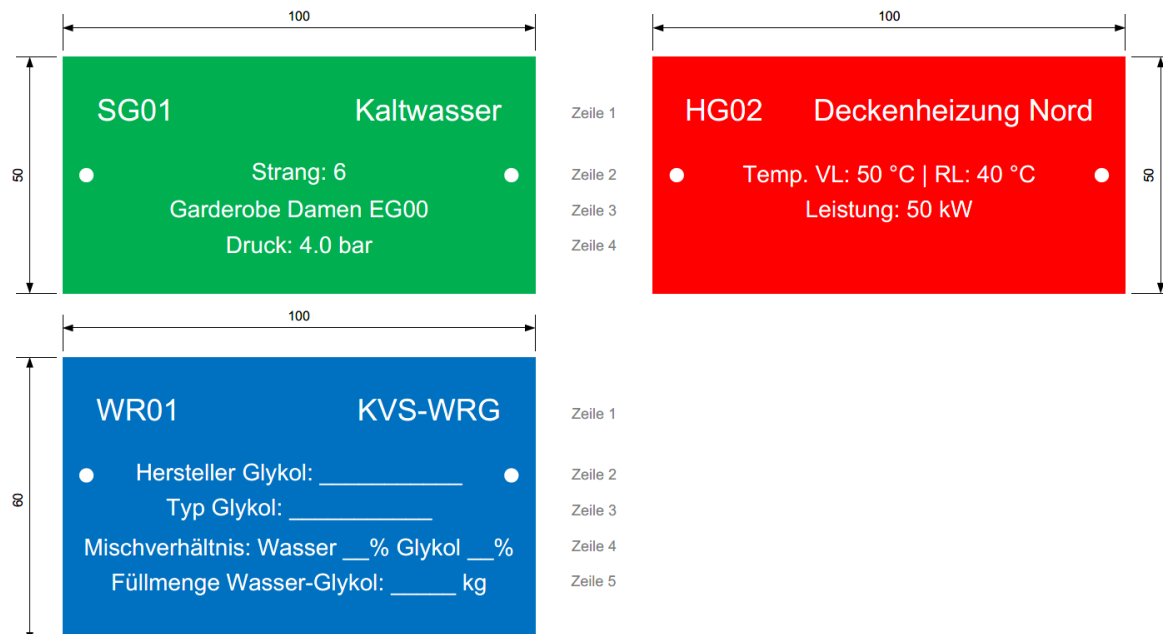 100
100
50
SG01 Kaltwasser
Zeile 1
HG02 Deckenheizung Nord
50
Strang: 6
Zeile 2
Temp. VL: 50 °C | RL: 40 °C
Garderobe Damen EG00
Zeile 3
Leistung: 50 kW
Druck: 4.0 bar
Zeile 4
100
60
WR01 KVS-WRG
Zeile 1
Hersteller Glykol: ___________
Zeile 2
Typ Glykol: ___________
Zeile 3
Mischverhältnis: Wasser __% Glykol __%
Zeile 4
Füllmenge Wasser-Glykol: _____ kg
Zeile 5